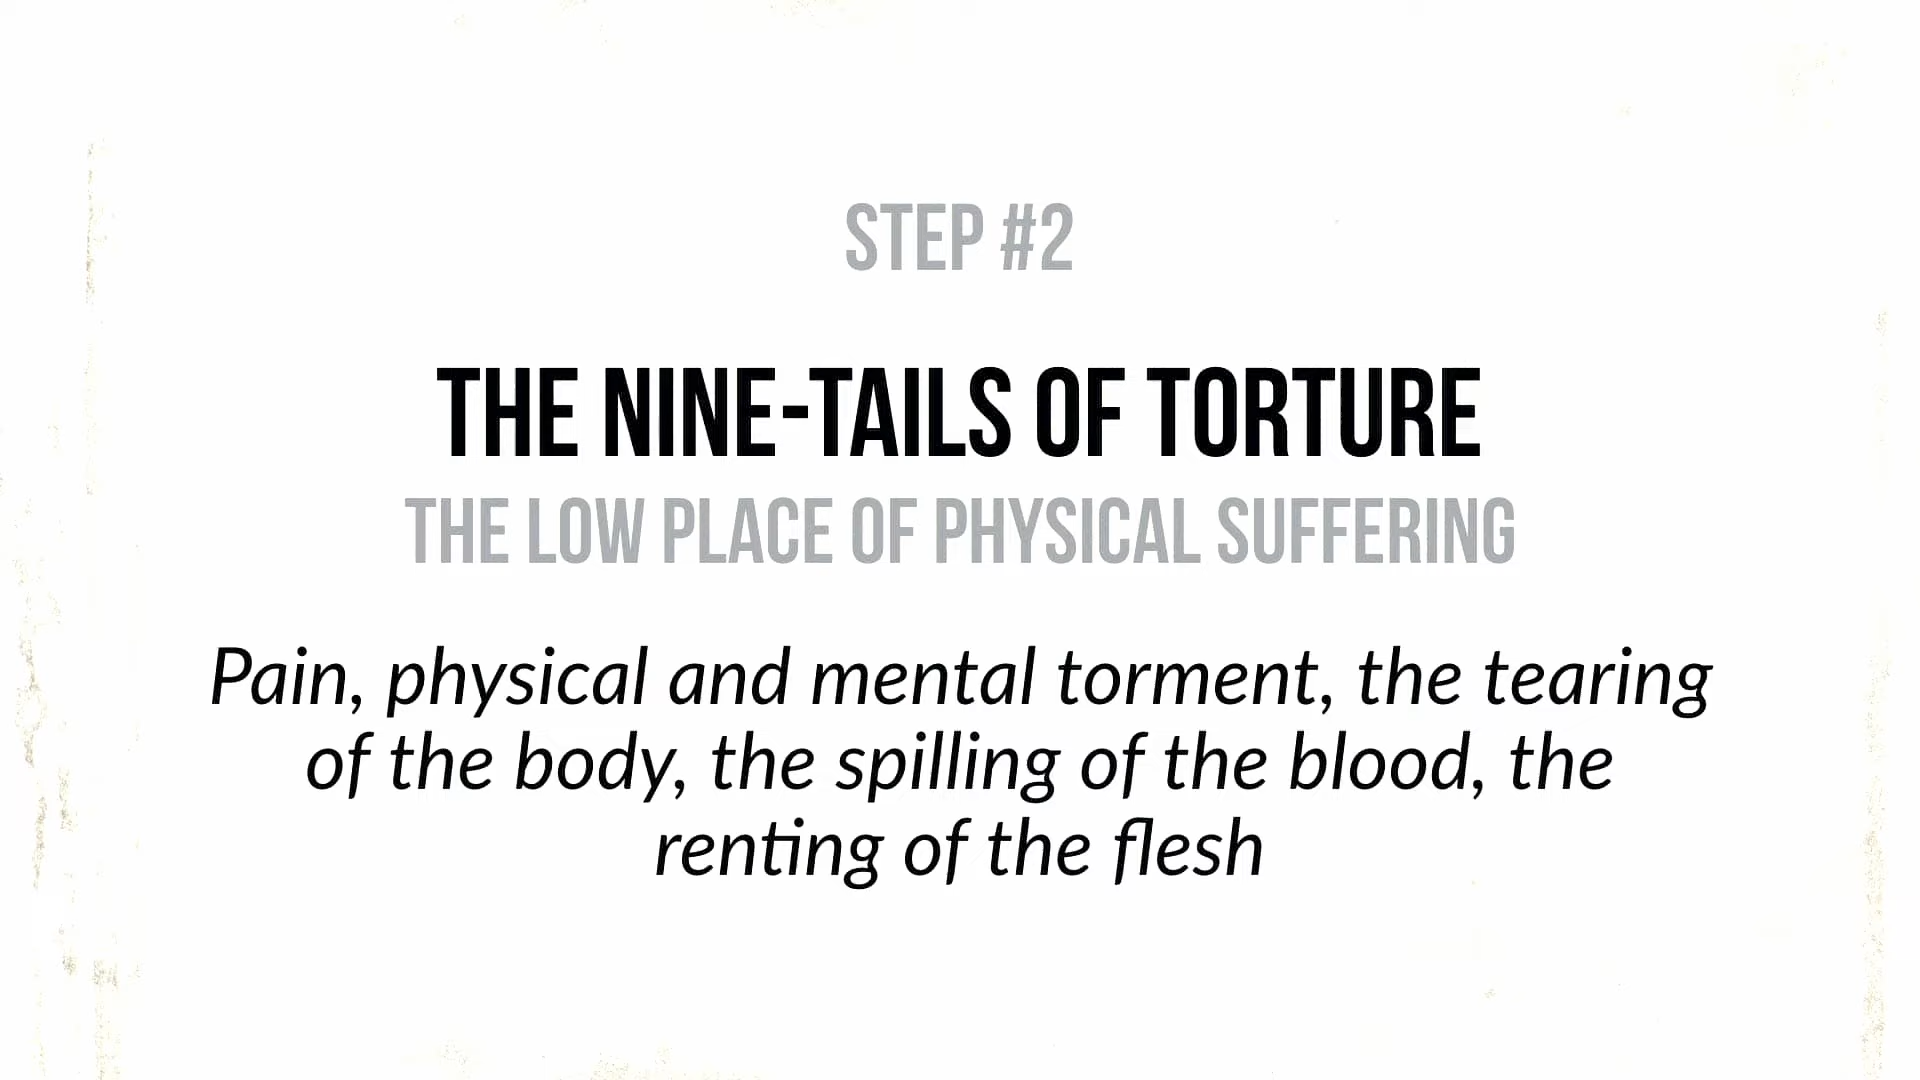 STEP #2
THE NINE-TAILS OF TORTURE
THE LOW PLACE OF PHYSICAL SUFFERING
Pain, physical and mental torment, the tearing
of the body, the spilling of the blood, the
renting of the flesh